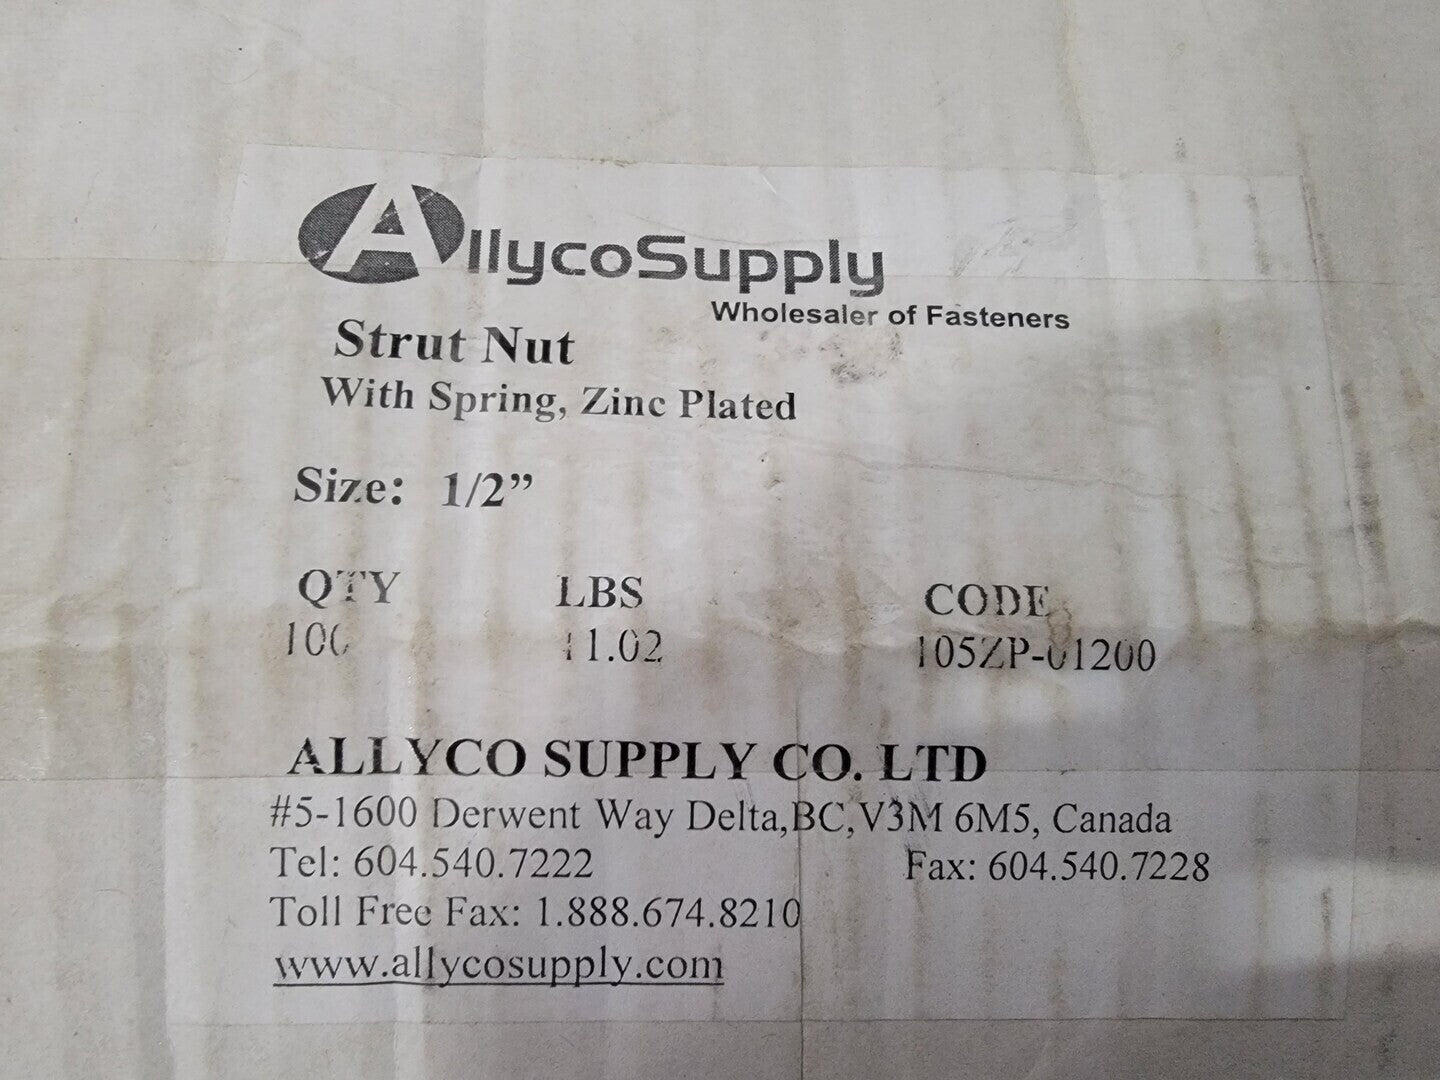 AllycoSupply
Wholesaler of Fasteners
Strut Nut
With Spring, Zinc Plated
Size: 1/2”
QTY LBS CODE
100 11.02 105ZP-01200
ALLYCO SUPPLY CO. LTD
#5-1600 Derwent Way Delta,BC,V3M 6M5, Canada
Tel: 604.540.7222 Fax: 604.540.7228
Toll Free Fax: 1.888.674.8210
www.allycosupply.com